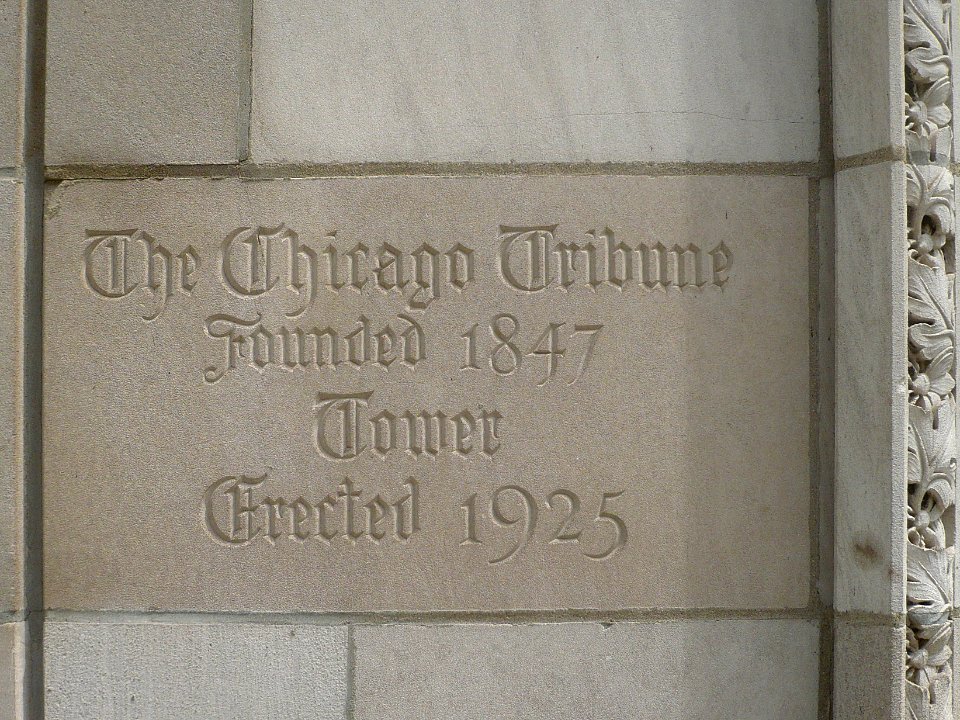 The Chicago Tribune
Founded 1847
Tower
Erected 1925